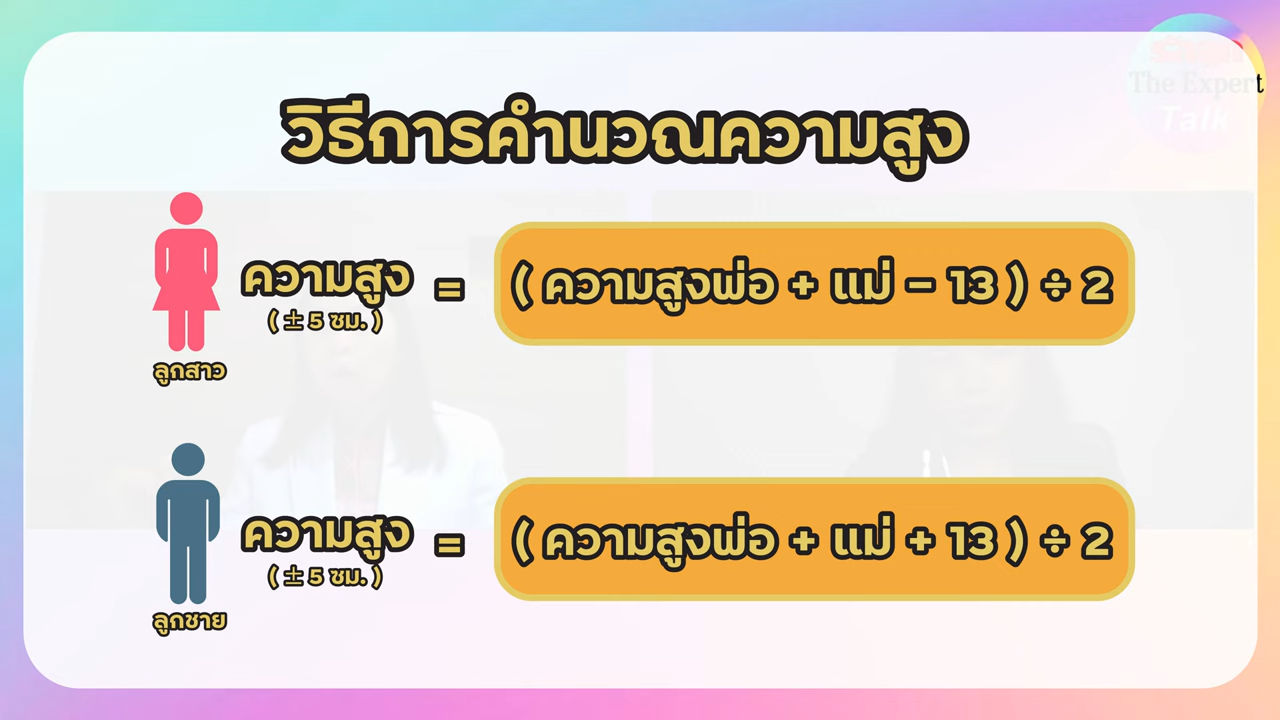 The Expert
Talk
วิธีการคำนวณความสูง
ความสูง = ( ความสูงพ่อ + แม่ - 13 ) ÷ 2
( ± 5 ซม. )
ลูกสาว
ความสูง = ( ความสูงพ่อ + แม่ + 13 ) ÷ 2
( ± 5 ซม. )
ลูกชาย